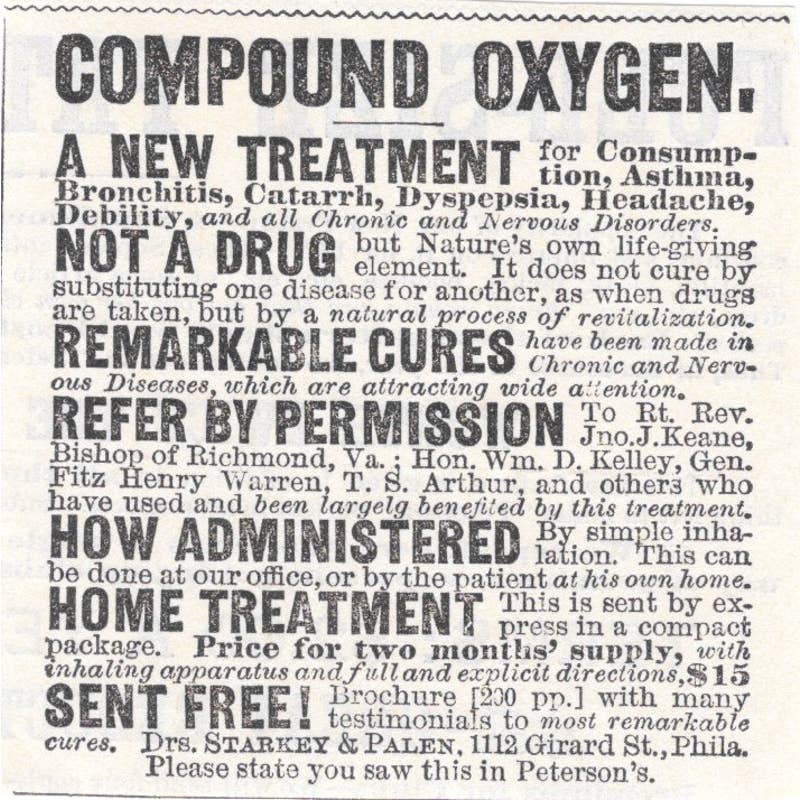 COMPOUND OXYGEN.
A NEW TREATMENT for Consump-
tion, Asthma,
Bronchitis, Catarrh, Dyspepsia, Headache,
Debility, and all Chronic and Nervous Disorders.
NOT A DRUG but Nature's own life-giving
element. It does not cure by
substituting one disease for another, as when drugs
are taken, but by a natural process of revitalization.
REMARKABLE CURES have been made in
Chronic and Nerv-
ous Diseases, which are attracting wide attention.
REFER BY PERMISSION To Rt. Rev.
Jno. J. Keane,
Bishop of Richmond, Va.; Hon. Wm. D. Kelley, Gen.
Fitz Henry Warren, T. S. Arthur, and others who
have used and been largelg benefited by this treatment.
HOW ADMINISTERED By simple inha-
lation. This can
be done at our office, or by the patient at his own home.
HOME TREATMENT This is sent by ex-
press in a compact
package. Price for two months' supply, with
inhaling apparatus and full and explicit directions, $15
SENT FREE! Brochure [200 pp.] with many
testimonials to most remarkable
cures. Drs. STARKEY & PALEN, 1112 Girard St., Phila.
Please state you saw this in Peterson's.